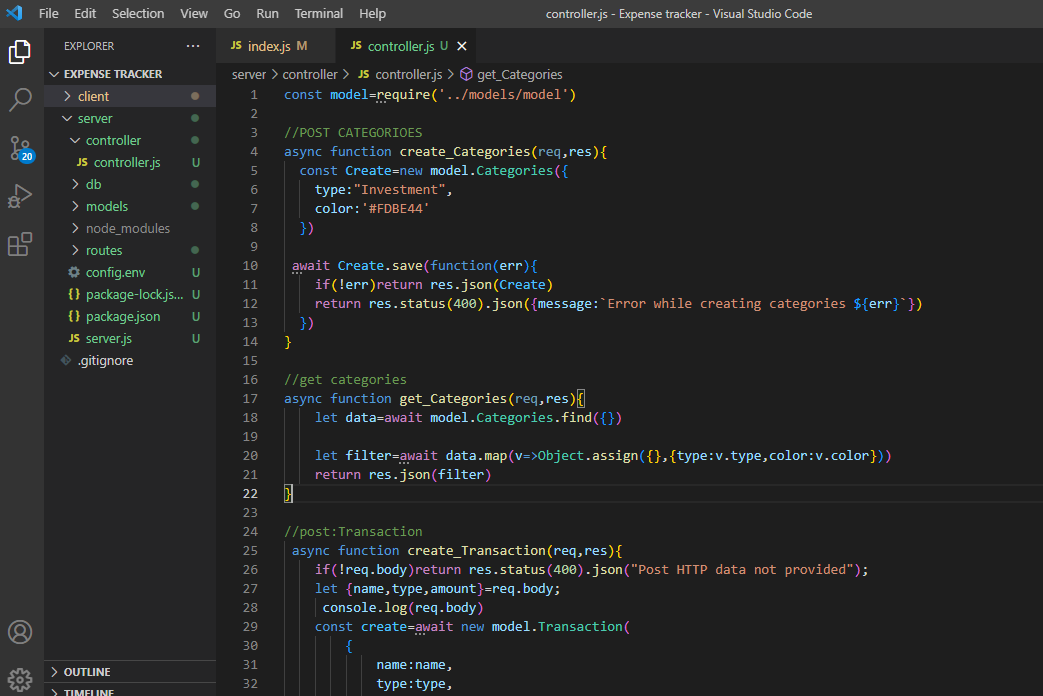 File Edit Selection View Go Run Terminal Help controller.js - Expense tracker - Visual Studio Code
EXPLORER ...
JS index.js M JS controller.js U
EXPENSE TRACKER
client
server
controller
JS controller.js U
db
models
node_modules
routes
config.env U
{} package-lock.js... U
{} package.json U
JS server.js U
.gitignore
20
OUTLINE
TIMELINE
server > controller > JS controller.js > get_Categories
1 const model=require('../models/model')
2
3 //POST CATEGORIOES
4 async function create_Categories(req,res){
5 const Create=new model.Categories({
6 type:"Investment",
7 color:'#FDBE44'
8 })
9
10 await Create.save(function(err){
11 if(!err)return res.json(Create)
12 return res.status(400).json({message:`Error while creating categories ${err}`})
13 })
14 }
15
16 //get categories
17 async function get_Categories(req,res){
18 let data=await model.Categories.find({})
19
20 let filter=await data.map(v=>Object.assign({},{type:v.type,color:v.color}))
21 return res.json(filter)
22 }
23
24 //post:Transaction
25 async function create_Transaction(req,res){
26 if(!req.body)return res.status(400).json("Post HTTP data not provided");
27 let {name,type,amount}=req.body;
28 console.log(req.body)
29 const create=await new model.Transaction(
30 {
31 name:name,
32 type:type,